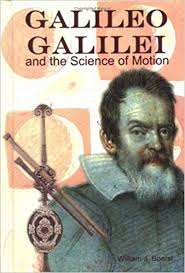 GALILEO
GALILEI
and the Science of Motion
William J. Boerst